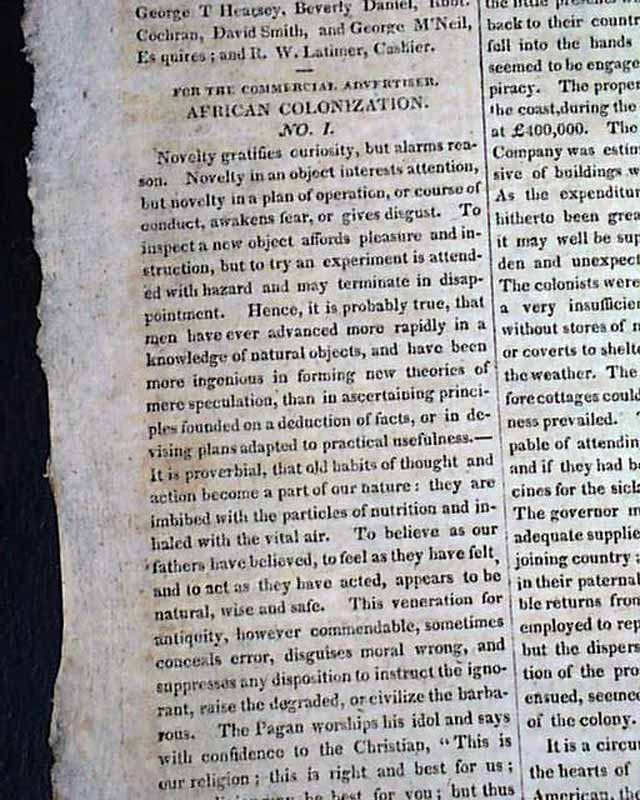 George T Hearsey, Beverly Daniel, Robt.
Cochran, David Smith, and George M'Neil,
Es quires; and R. W. Latimer, Cashier.
FOR THE COMMERCIAL ADVERTISER.
AFRICAN COLONIZATION.
NO. I.
Novelty gratifies curiosity, but alarms rea-
son. Novelty in an object interests attention,
but novelty in a plan of operation, or course of
conduct, awakens fear, or gives disgust. To
inspect a new object affords pleasure and in-
struction, but to try an experiment is attend-
ed with hazard and may terminate in disap-
pointment. Hence, it is probably true, that
men have ever advanced more rapidly in a
knowledge of natural objects, and have been
more ingenious in forming new theories of
mere speculation, than in ascertaining princi-
ples founded on a deduction of facts, or in de-
vising plans adapted to practical usefulness.—
It is proverbial, that old habits of thought and
action become a part of our nature: they are
imbibed with the particles of nutrition and in-
haled with the vital air. To believe as our
fathers have believed, to feel as they have felt,
and to act as they have acted, appears to be
natural, wise and safe. This veneration for
antiquity, however commendable, sometimes
conceals error, disguises moral wrong, and
suppresses any disposition to instruct the igno-
rant, raise the degraded, or civilize the barba-
rous. The Pagan worships his idol and says
with confidence to the Christian, "This is
our religion; this is right and best for us;
be best for you; but thus
the little presents
back to their countr
fell into the hands
seemed to be engage
piracy. The proper
the coast, during the
at £400,000. The
Company was estim
sive of buildings w
As the expenditur
hitherto been grea
it may well be sup
den and unexpect
The colonists were
a very insufficien
without stores of
or coverts to shelte
the weather. The
fore cottages could
ness prevailed.
pable of attendin
and if they had b
cines for the sick
The governor
adequate supplie
joining country;
in their paternal
ble returns from
employed to rep
but the dispers
tion of the pro
ensued, seemed
of the colony.
It is a circu
the hearts of
American, the